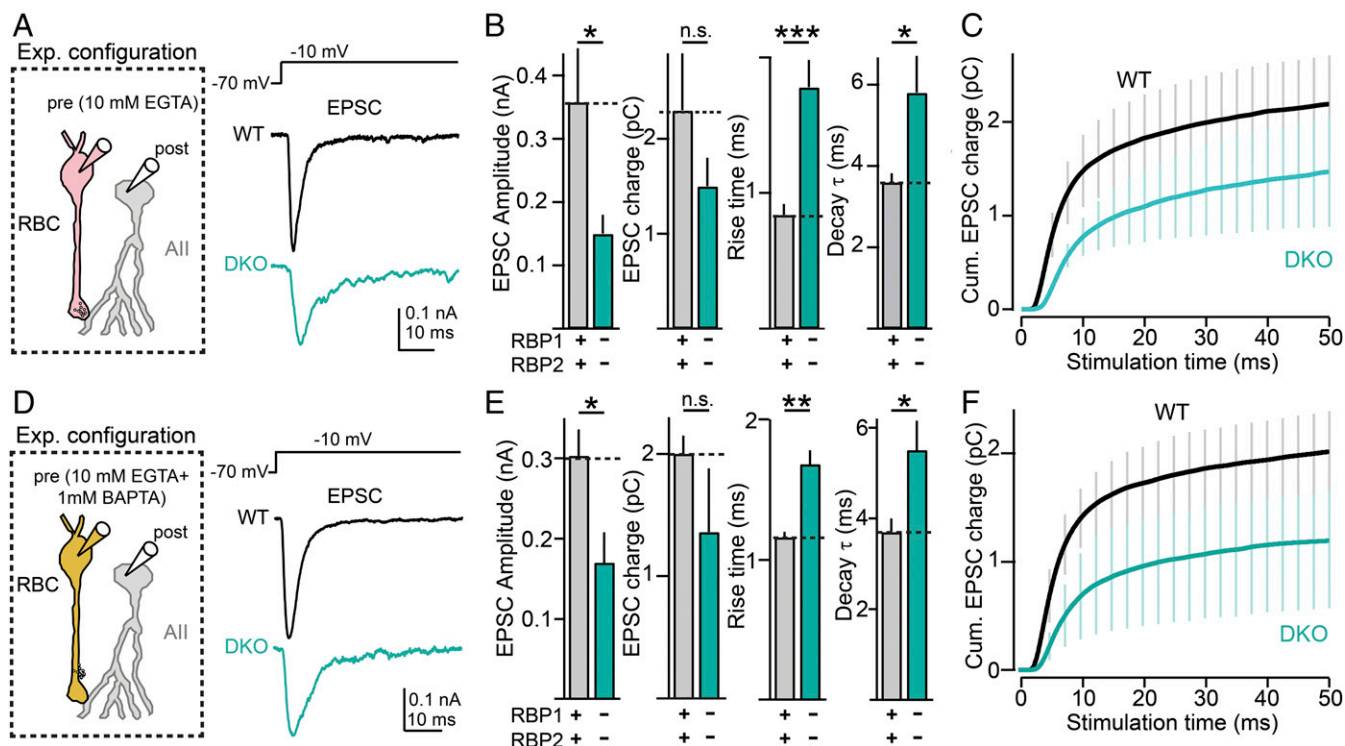 A
Exp. configuration
pre (10 mM EGTA)
post
RBC
AII
-10 mV
-70 mV
EPSC
WT
DKO
0.1 nA
10 ms
B
*
n.s.
***
*
EPSC Amplitude (nA)
0.4
0.3
0.2
0.1
EPSC charge (pC)
2
1
Rise time (ms)
1
Decay τ (ms)
6
4
2
RBP1 + - + - + - + -
RBP2 + - + - + - + -
C
Cum. EPSC charge (pC)
2
1
0
WT
DKO
0 10 20 30 40 50
Stimulation time (ms)
D
Exp. configuration
pre (10 mM EGTA+
1mM BAPTA)
post
RBC
AII
-10 mV
-70 mV
EPSC
WT
DKO
0.1 nA
10 ms
E
*
n.s.
**
*
EPSC Amplitude (nA)
0.3
0.2
0.1
EPSC charge (pC)
2
1
Rise time (ms)
2
1
Decay τ (ms)
6
4
2
RBP1 + - + - + - + -
RBP2 + - + - + - + -
F
Cum. EPSC charge (pC)
2
1
0
WT
DKO
0 10 20 30 40 50
Stimulation time (ms)